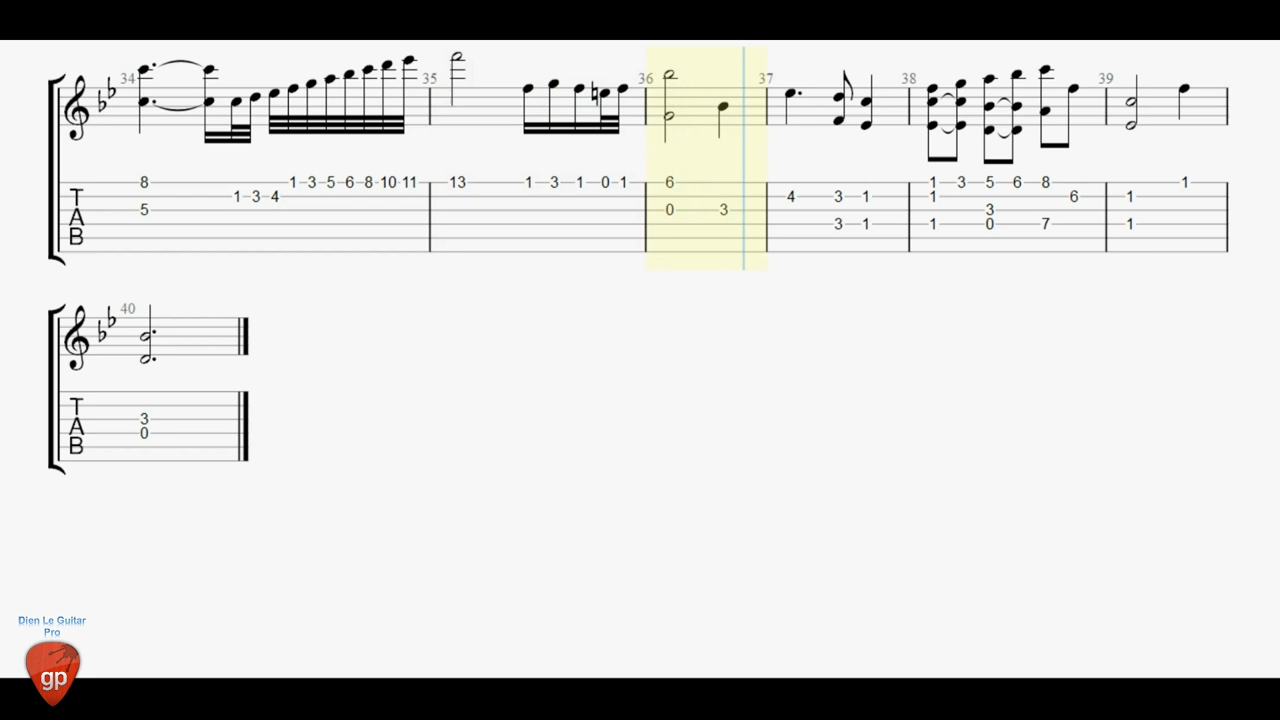 34 35 36 37 38 39
8 1 3 5 6 8 10 11 13 1 3 1 0 1 6 1 3 5 6 8 1
T 1 3 4 4 3 1 1 6 1
A 5 0 3 3
B 3 1 1 0 7 1
40
T
A 3
B 0
Dien Le Guitar
Pro
gp